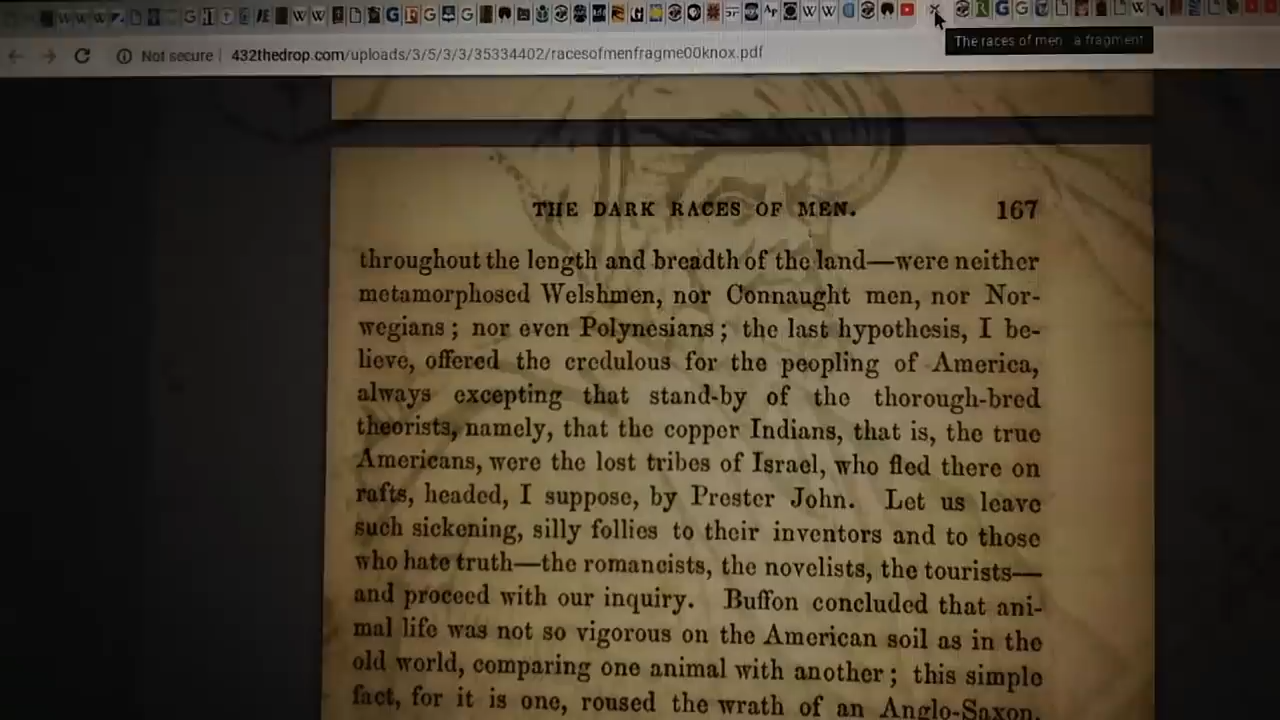 The races of men a fragment
Not secure | 432thedrop.com/uploads/3/5/3/3/35334402/racesofmenfragme00knox.pdf
THE DARK RACES OF MEN. 167
throughout the length and breadth of the land—were neither
metamorphosed Welshmen, nor Connaught men, nor Nor-
wegians; nor even Polynesians; the last hypothesis, I be-
lieve, offered the credulous for the peopling of America,
always excepting that stand-by of the thorough-bred
theorists, namely, that the copper Indians, that is, the true
Americans, were the lost tribes of Israel, who fled there on
rafts, headed, I suppose, by Prester John. Let us leave
such sickening, silly follies to their inventors and to those
who hate truth—the romancists, the novelists, the tourists—
and proceed with our inquiry. Buffon concluded that ani-
mal life was not so vigorous on the American soil as in the
old world, comparing one animal with another; this simple
fact, for it is one, roused the wrath of an Anglo-Saxon.